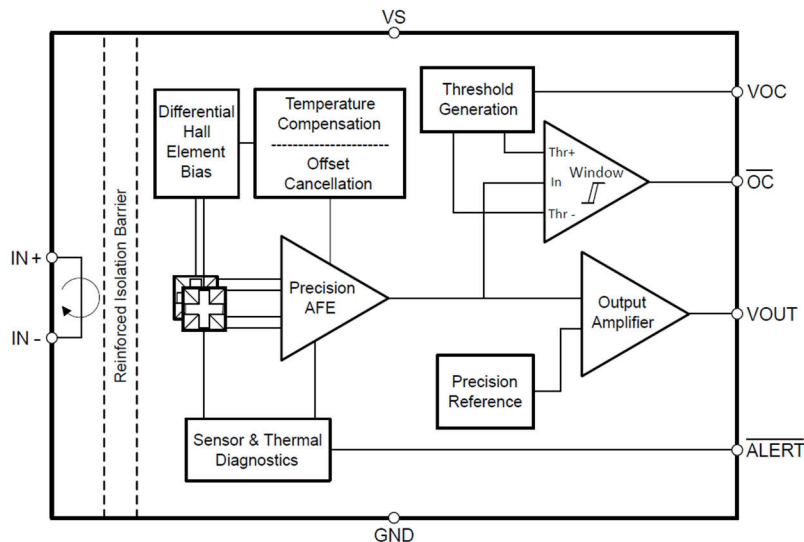 VS
Differential
Hall
Element
Bias
Temperature
Compensation
Offset
Cancellation
Threshold
Generation
VOC
Thr+
Window
In
Thr -
OC
IN +
IN -
Reinforced Isolation Barrier
Precision
AFE
Output
Amplifier
VOUT
Precision
Reference
Sensor & Thermal
Diagnostics
ALERT
GND